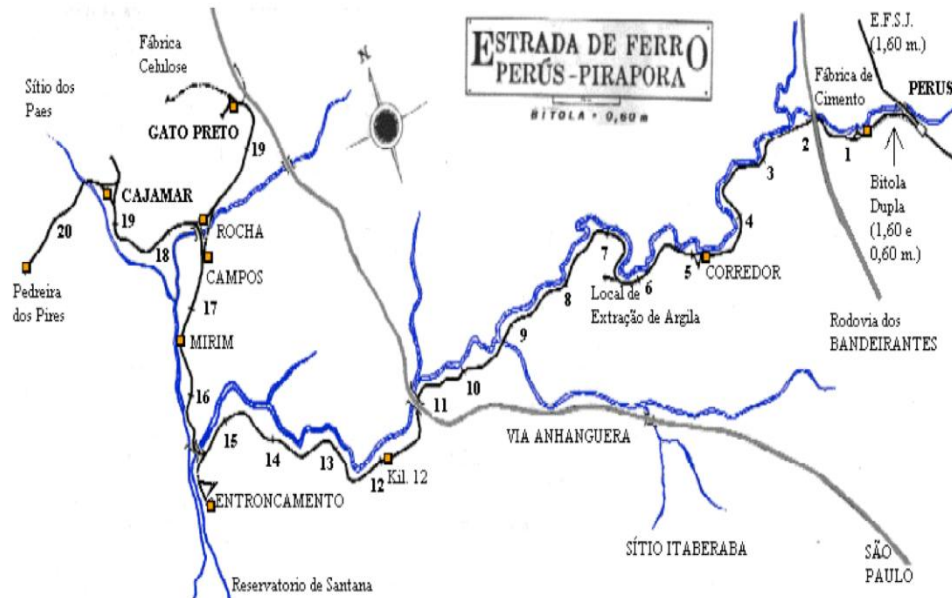 ESTRADA DE FERRO
PERÚS-PIRAPORA
BITOLA = 0,60 m
N
E.F.S.J.
(1,60 m.)
PERUS
Fábrica de
Cimento
Bitola
Dupla
(1,60 e
0,60 m.)
Rodovia dos
BANDEIRANTES
Fábrica
Celulose
Sítio dos
Paes
GATO PRETO
CAJAMAR
ROCHA
CAMPOS
Pedreira
dos Pires
MIRIM
ENTRONCAMENTO
Reservatorio de Santana
Kil. 12
CORREDOR
Local de
Extração de Argila
VIA ANHANGUERA
SÍTIO ITABERABA
SÃO
PAULO
1
2
3
4
5
6
7
8
9
10
11
12
13
14
15
16
17
18
19
19
20